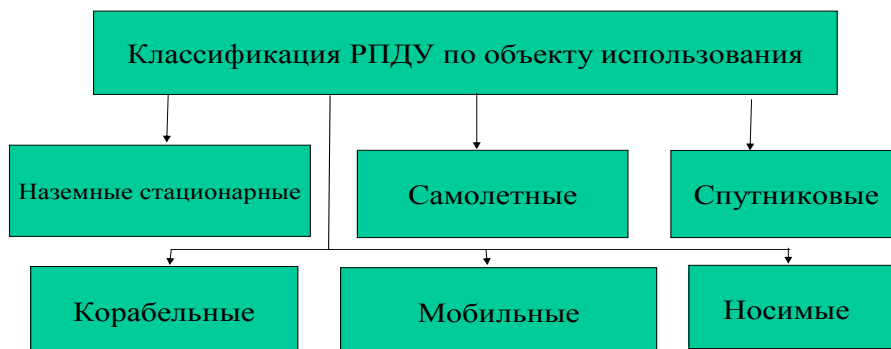 Классификация РПДУ по объекту использования
Наземные стационарные
Самолетные
Спутниковые
Корабельные
Мобильные
Носимые